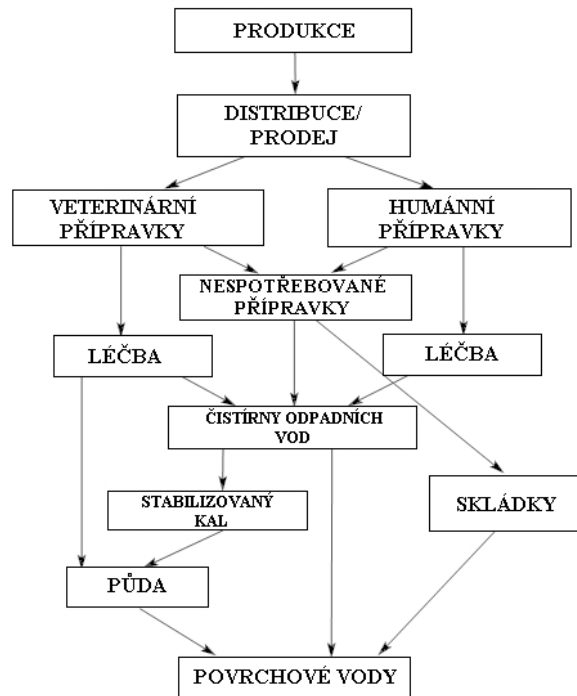 PRODUKCE
DISTRIBUCE/
PRODEJ
VETERINÁRNÍ
PŘÍPRAVKY
HUMÁNNÍ
PŘÍPRAVKY
NESPOTŘEBOVANÉ
PŘÍPRAVKY
LÉČBA
LÉČBA
ČISTÍRNY ODPADNÍCH
VOD
STABILIZOVANÝ
KAL
SKLÁDKY
PŮDA
POVRCHOVÉ VODY